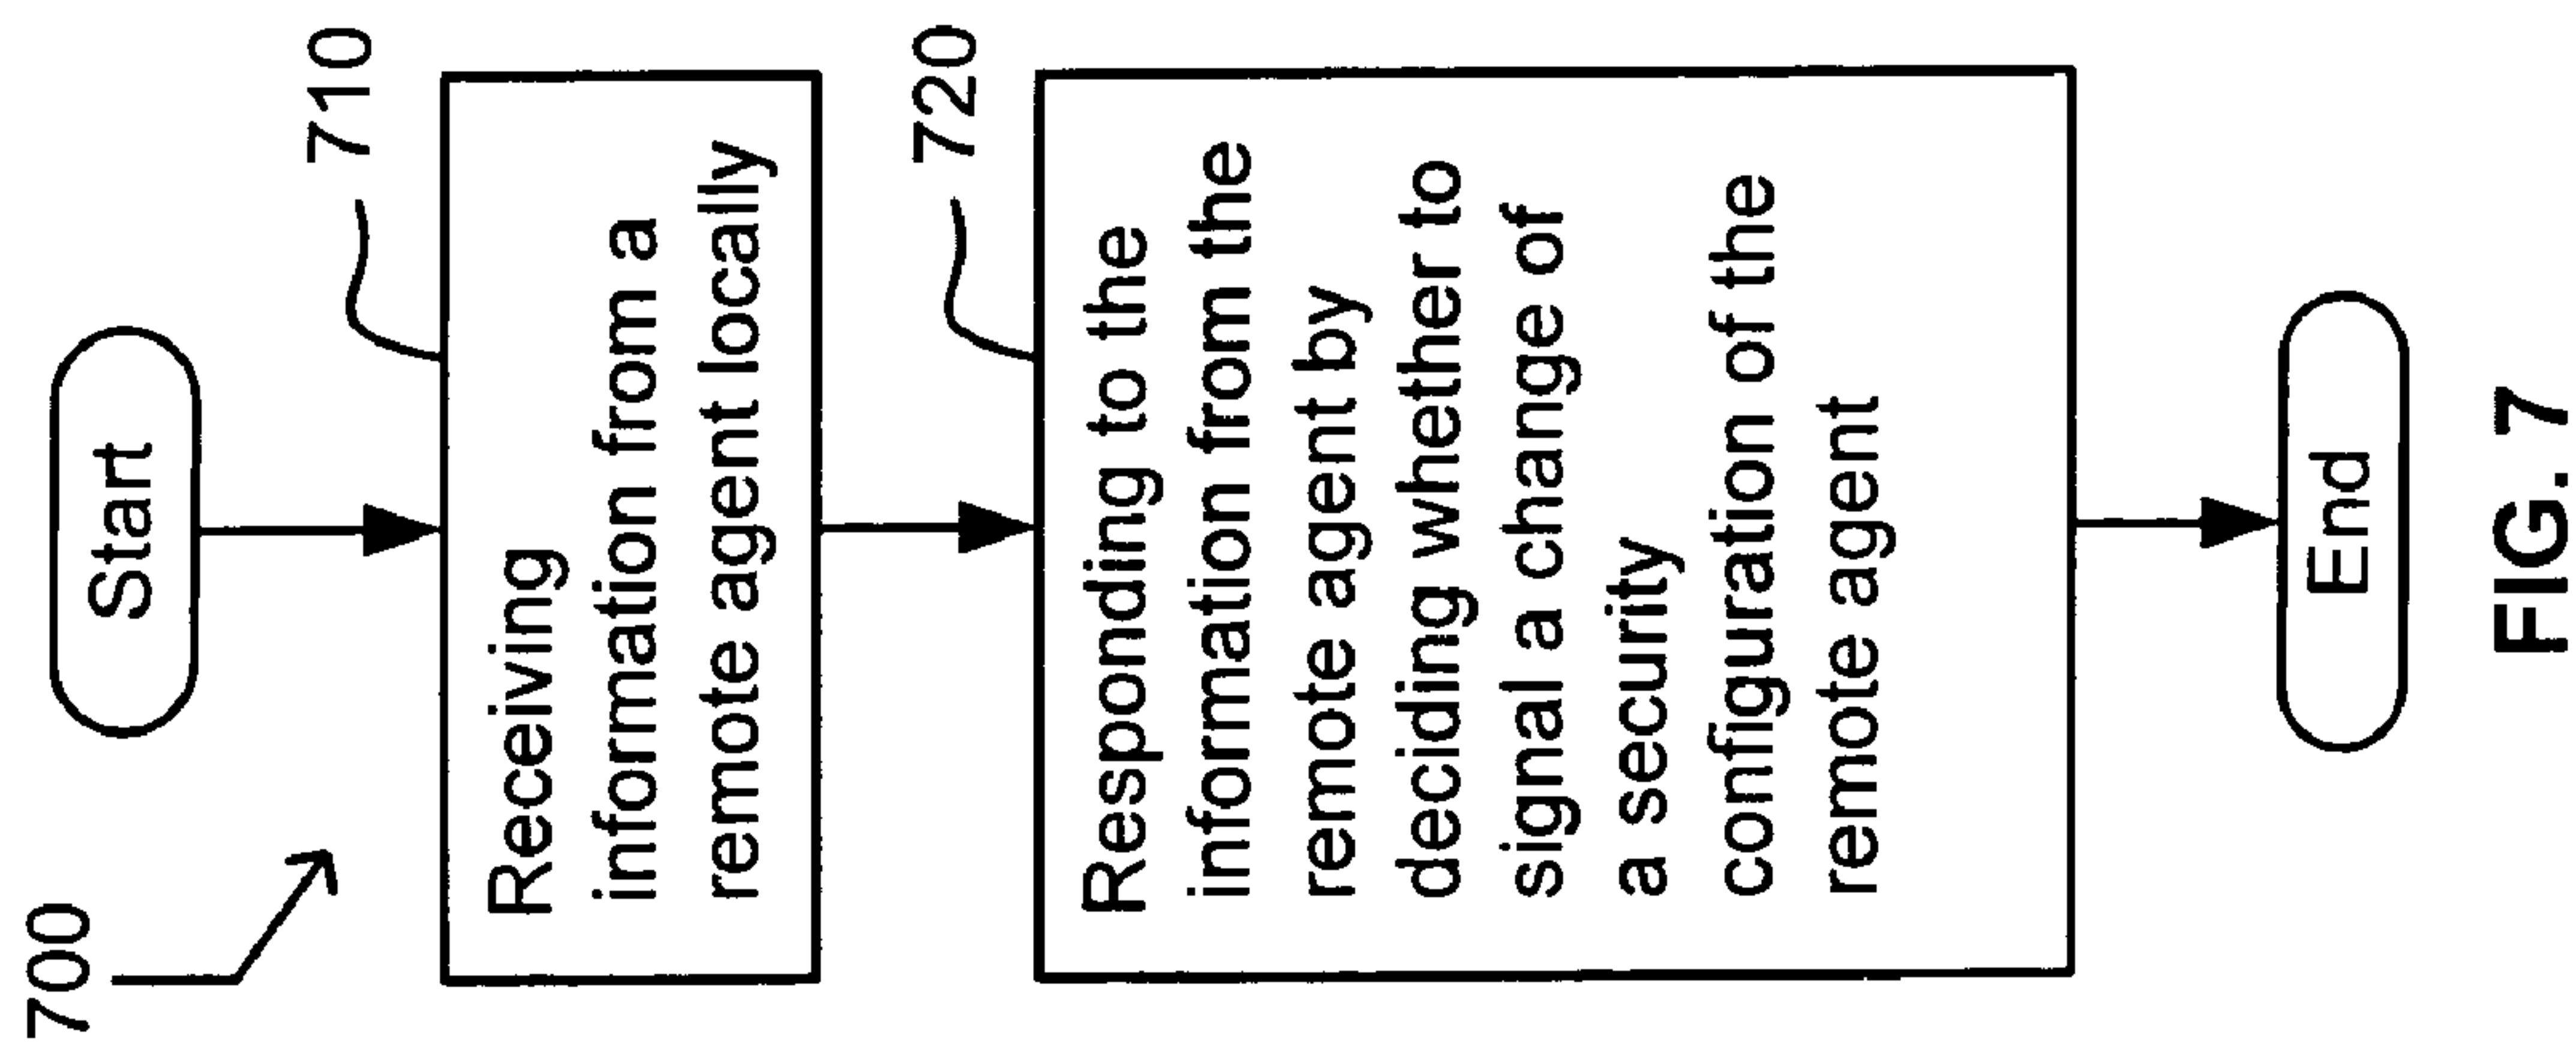 700
Start
710
Receiving
information from a
remote agent locally
720
Responding to the
information from the
remote agent by
deciding whether to
signal a change of
a security
configuration of the
remote agent
End
FIG. 7